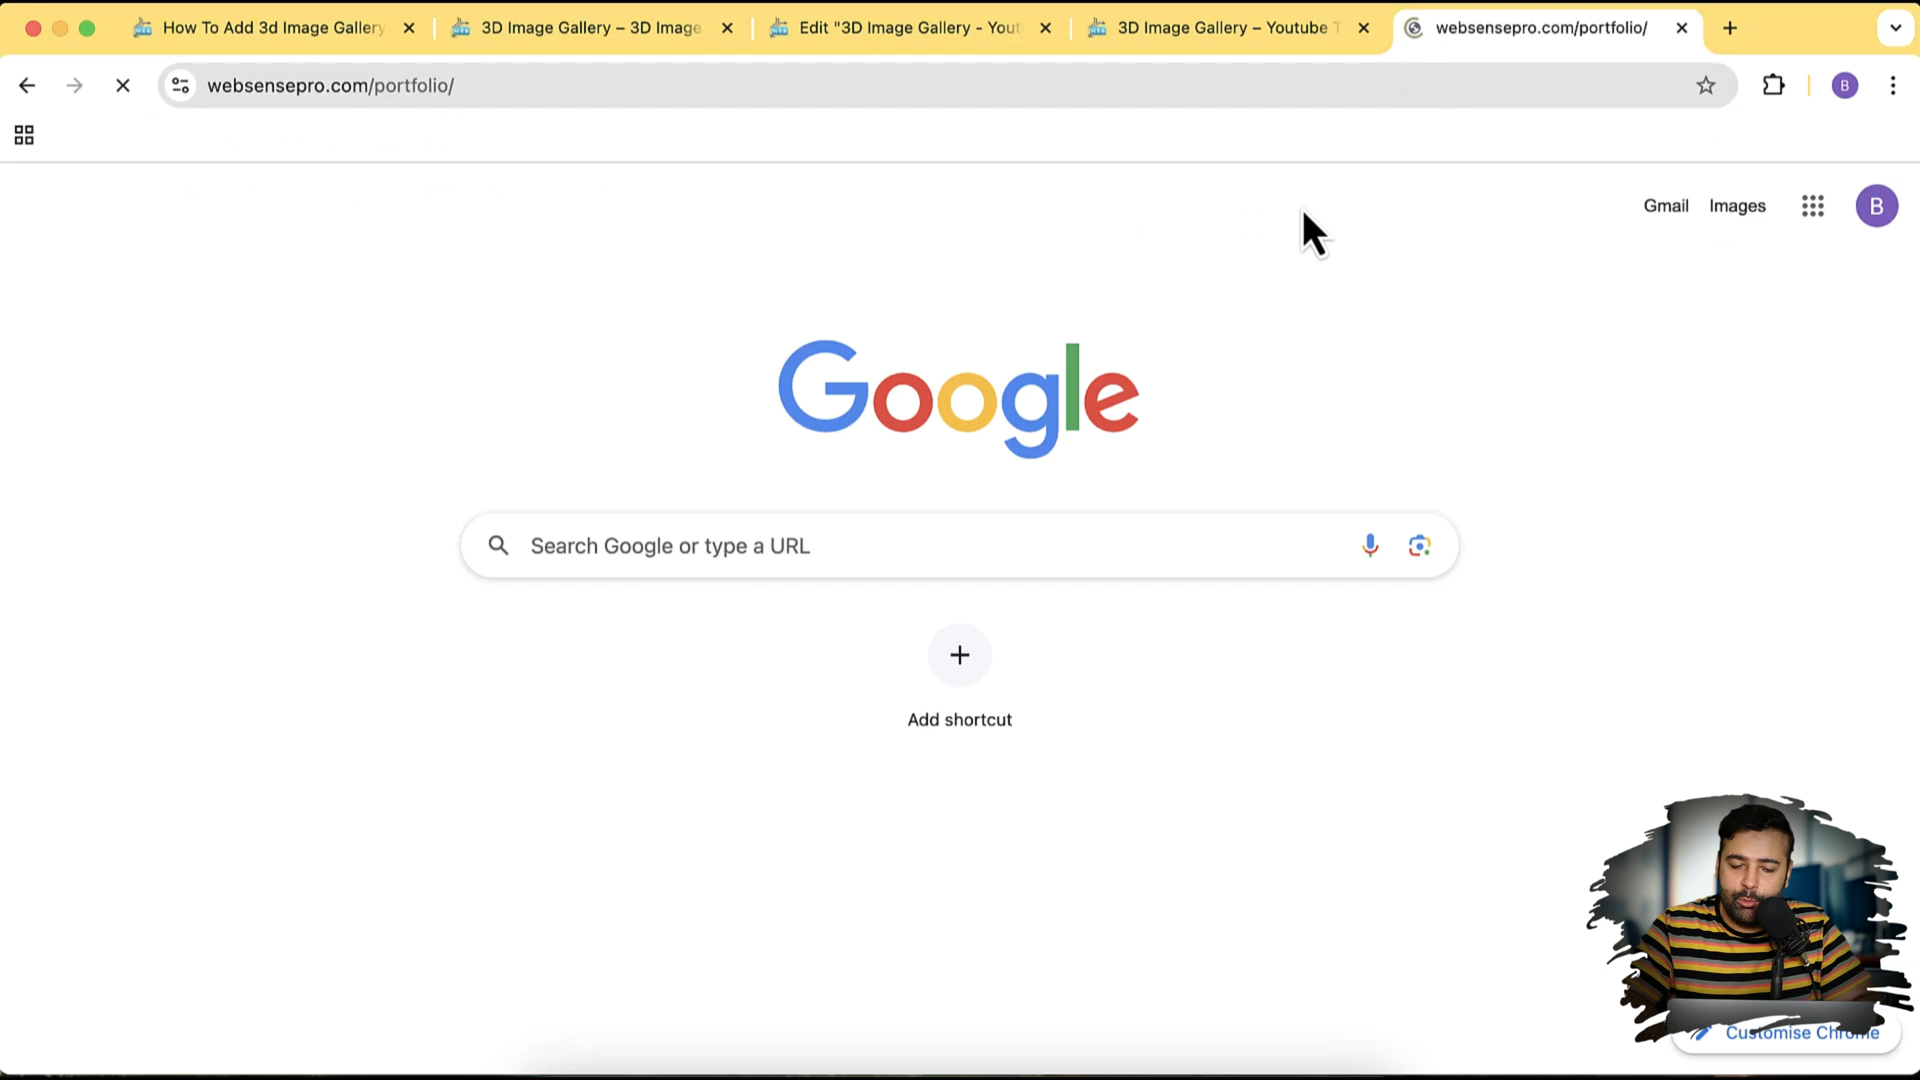 How To Add 3d Image Gallery
3D Image Gallery – 3D Image
Edit "3D Image Gallery - Yout
3D Image Gallery – Youtube T
websensepro.com/portfolio/
websensepro.com/portfolio/
B
Gmail
Images
B
Google
Search Google or type a URL
Add shortcut
Customise Chrome